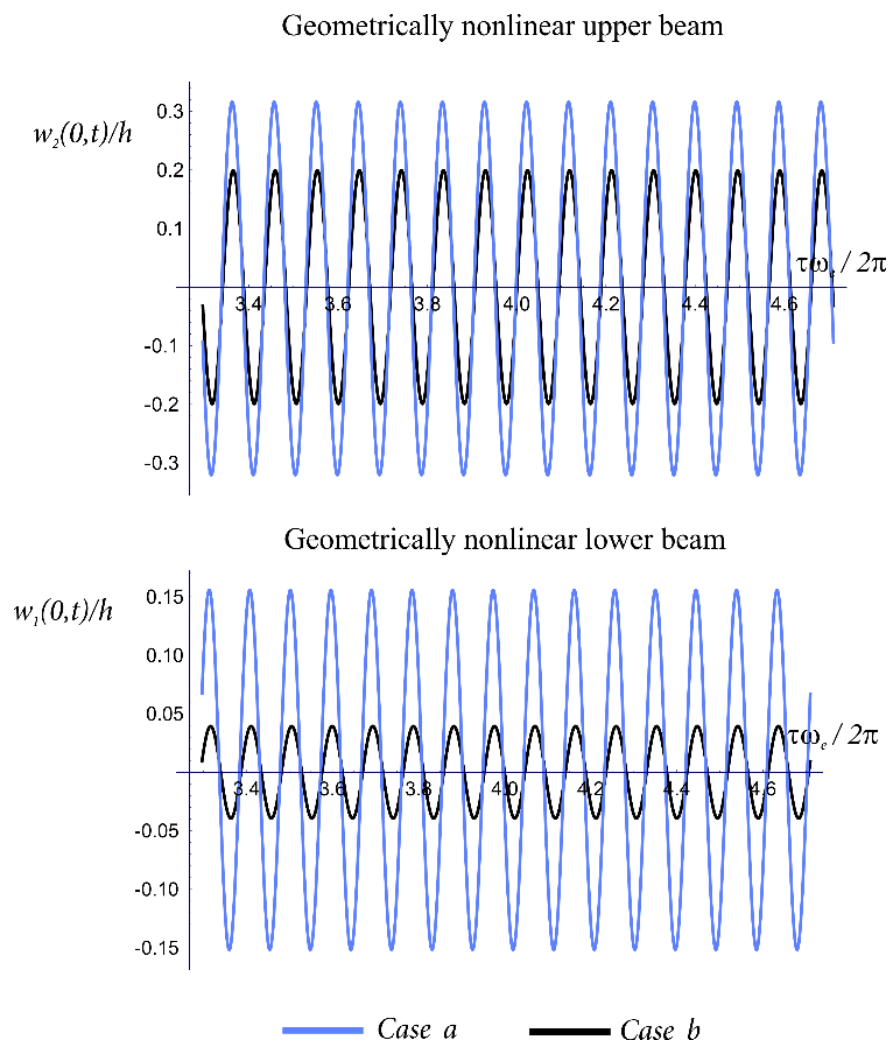 Geometrically nonlinear upper beam
w₂(0,t)/h
0.3
0.2
0.1
τωₑ / 2π
3.4 3.6 3.8 4.0 4.2 4.4 4.6
-0.1
-0.2
-0.3
Geometrically nonlinear lower beam
w₁(0,t)/h
0.15
0.10
0.05
τωₑ / 2π
3.4 3.6 3.8 4.0 4.2 4.4 4.6
-0.05
-0.10
-0.15
Case a Case b